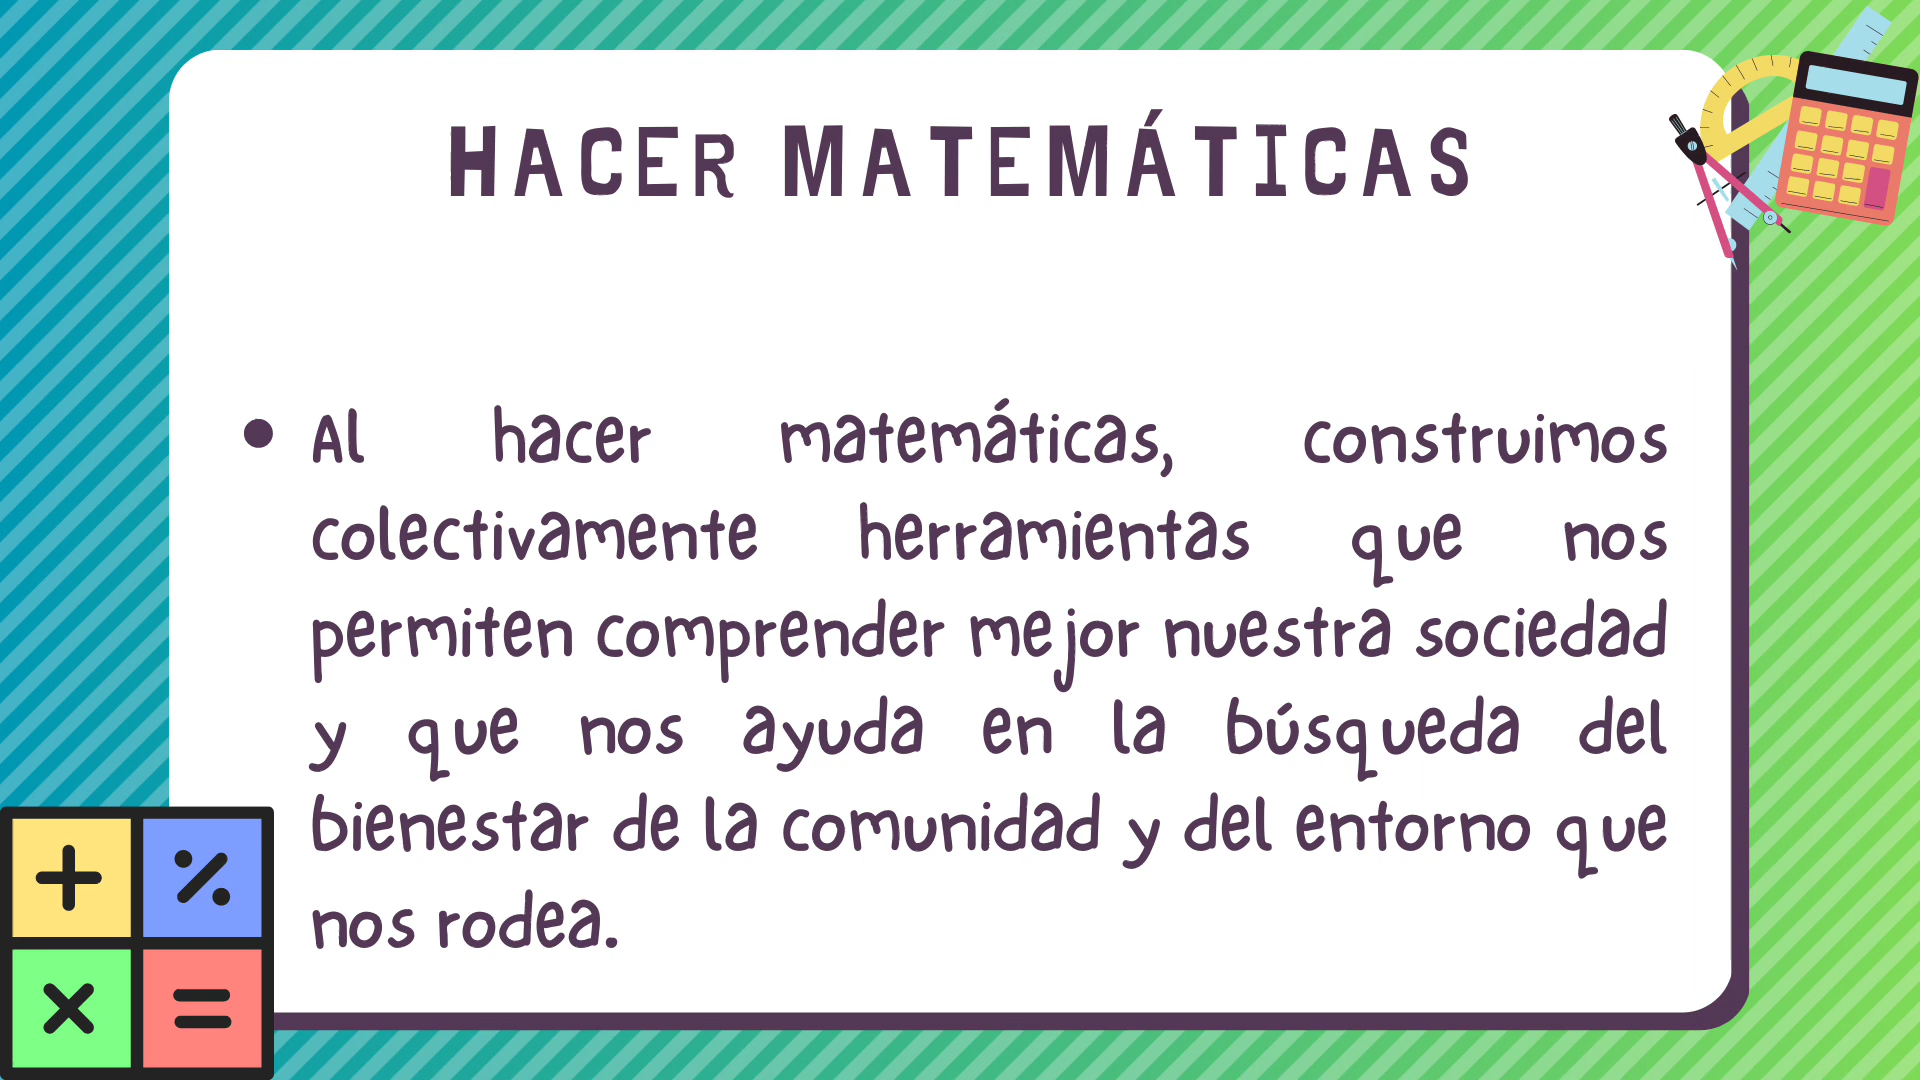 HACER MATEMÁTICAS
• Al hacer matemáticas, construimos
colectivamente herramientas que nos
permiten comprender mejor nuestra sociedad
y que nos ayuda en la búsqueda del
bienestar de la comunidad y del entorno que
nos rodea.
+ %
× =